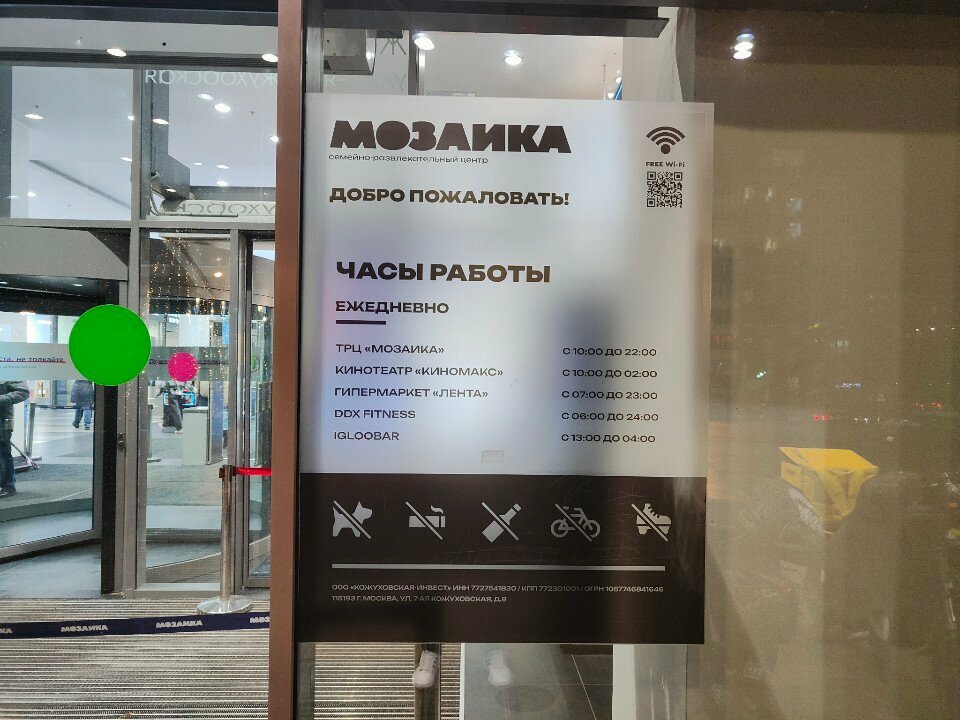 МОЗАИКА
семейно-развлекательный центр
FREE Wi-Fi
ДОБРО ПОЖАЛОВАТЬ!
ЧАСЫ РАБОТЫ
ЕЖЕДНЕВНО
ТРЦ «МОЗАИКА» С 10:00 ДО 22:00
КИНОТЕАТР «КИНОМАКС» С 10:00 ДО 02:00
ГИПЕРМАРКЕТ «ЛЕНТА» С 07:00 ДО 23:00
DDX FITNESS С 06:00 ДО 24:00
IGLOOBAR С 13:00 ДО 04:00
ООО «КОЖУХОВСКАЯ-ИНВЕСТ» ИНН 7727541830 / КПП 772301001 / ОГРН 1057746841646
115193 Г. МОСКВА, УЛ. 7-АЯ КОЖУХОВСКАЯ, Д.9
не толкайте
МОЗАИКА МОЗАИКА